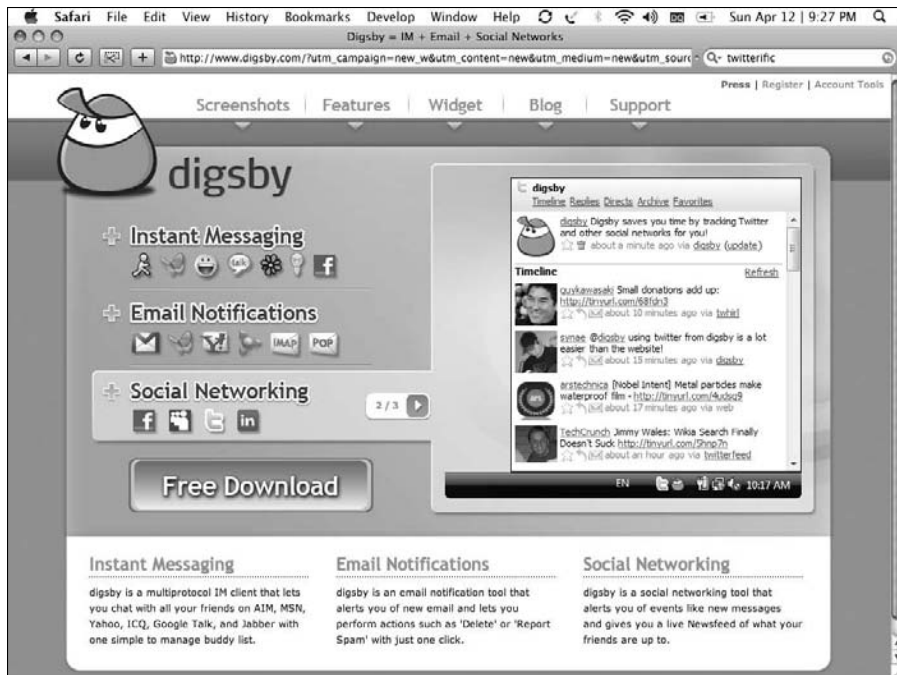 Safari File Edit View History Bookmarks Develop Window Help Sun Apr 12 | 9:27 PM
Digsby = IM + Email + Social Networks
http://www.digsby.com/?utm_campaign=new_w&utm_content=new&utm_medium=new&utm_sourc twitterific
Press | Register | Account Tools
Screenshots | Features | Widget | Blog | Support
digsby
Instant Messaging
talk
Email Notifications
IMAP POP
Social Networking
2 / 3
Free Download
digsby
Timeline Replies Directs Archive Favorites
digsby Digsby saves you time by tracking Twitter
and other social networks for you!
about a minute ago via digsby (update)
Timeline Refresh
guykawasaki Small donations add up:
http://tinyurl.com/68fdn3
about 10 minutes ago via twhirl
synae @digsby using twitter from digsby is a lot
easier than the website!
about 15 minutes ago via digsby
arstechnica [Nobel Intent] Metal particles make
waterproof film - http://tinyurl.com/4udsq9
about 17 minutes ago via web
TechCrunch Jimmy Wales: Wikia Search Finally
Doesn't Suck http://tinyurl.com/5hnp7n
about an hour ago via twitterfeed
EN 10:17 AM
Instant Messaging
digsby is a multiprotocol IM client that lets
you chat with all your friends on AIM, MSN,
Yahoo, ICQ, Google Talk, and Jabber with
one simple to manage buddy list.
Email Notifications
digsby is an email notification tool that
alerts you of new email and lets you
perform actions such as 'Delete' or 'Report
Spam' with just one click.
Social Networking
digsby is a social networking tool that
alerts you of events like new messages
and gives you a live Newsfeed of what your
friends are up to.